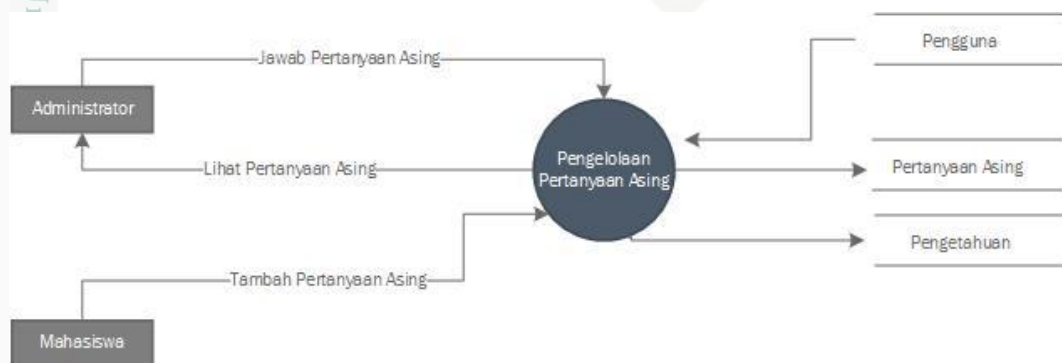 Jawab Pertanyaan Asing
Pengguna
Administrator
Pengelolaan
Pertanyaan Asing
Lihat Pertanyaan Asing
Pertanyaan Asing
Pengetahuan
Tambah Pertanyaan Asing
Mahasiswa